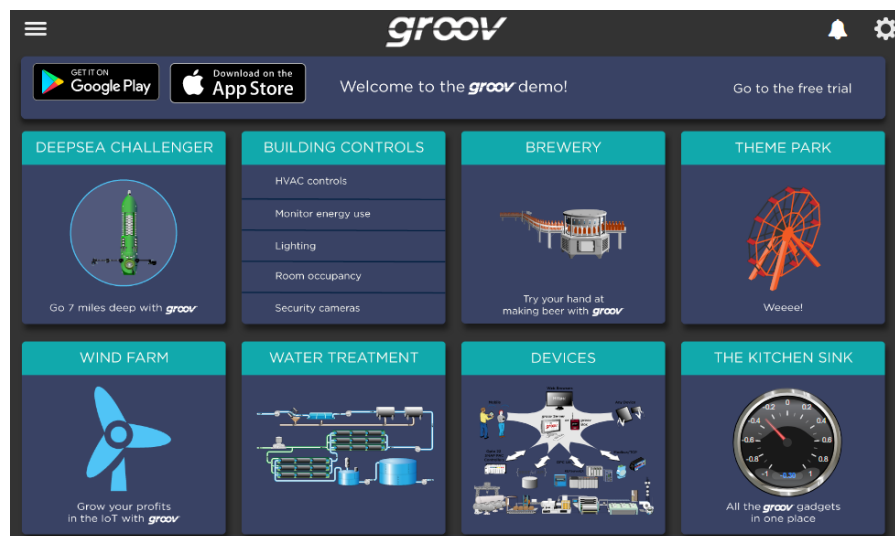 groov
GET IT ON
Google Play
Download on the
App Store
Welcome to the groov demo!
Go to the free trial
DEEPSEA CHALLENGER
Go 7 miles deep with groov
BUILDING CONTROLS
HVAC controls
Monitor energy use
Lighting
Room occupancy
Security cameras
BREWERY
Try your hand at
making beer with groov
THEME PARK
Weeee!
WIND FARM
Grow your profits
in the IoT with groov
WATER TREATMENT
DEVICES
THE KITCHEN SINK
-0.2 0 0.2
-0.4 0.4
-0.6 0.6
-0.8 0.8
-1 1
All the groov gadgets
in one place